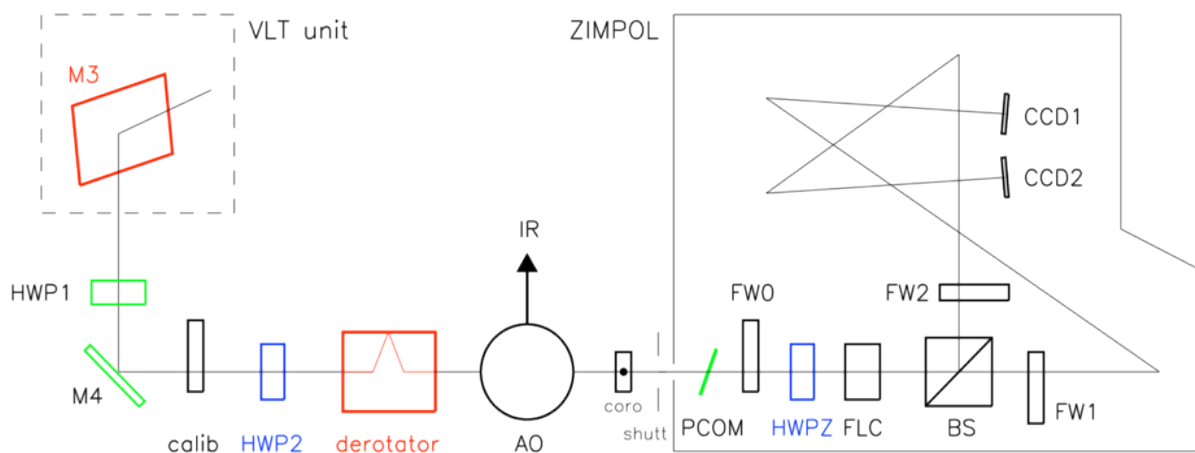 VLT unit
ZIMPOL
M3
CCD1
CCD2
IR
HWP1
FW0
FW2
M4
coro
FW1
shutt
PCOM
HWPZ
FLC
BS
calib
HWP2
derotator
AO